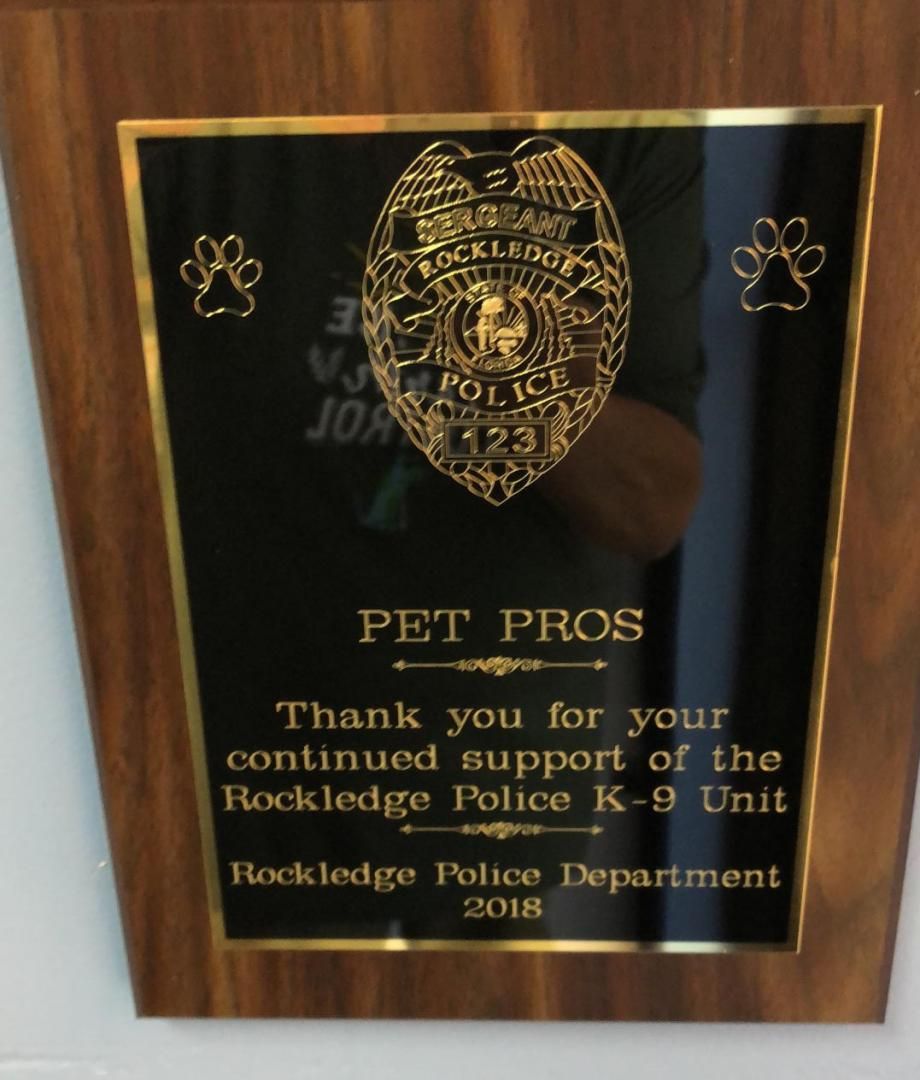 SERGEANT
ROCKLEDGE
POLICE
123
PET PROS
Thank you for your
continued support of the
Rockledge Police K-9 Unit
Rockledge Police Department
2018